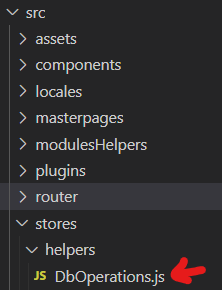 src
assets
components
locales
masterpages
modulesHelpers
plugins
router
stores
helpers
JS DbOperations.js